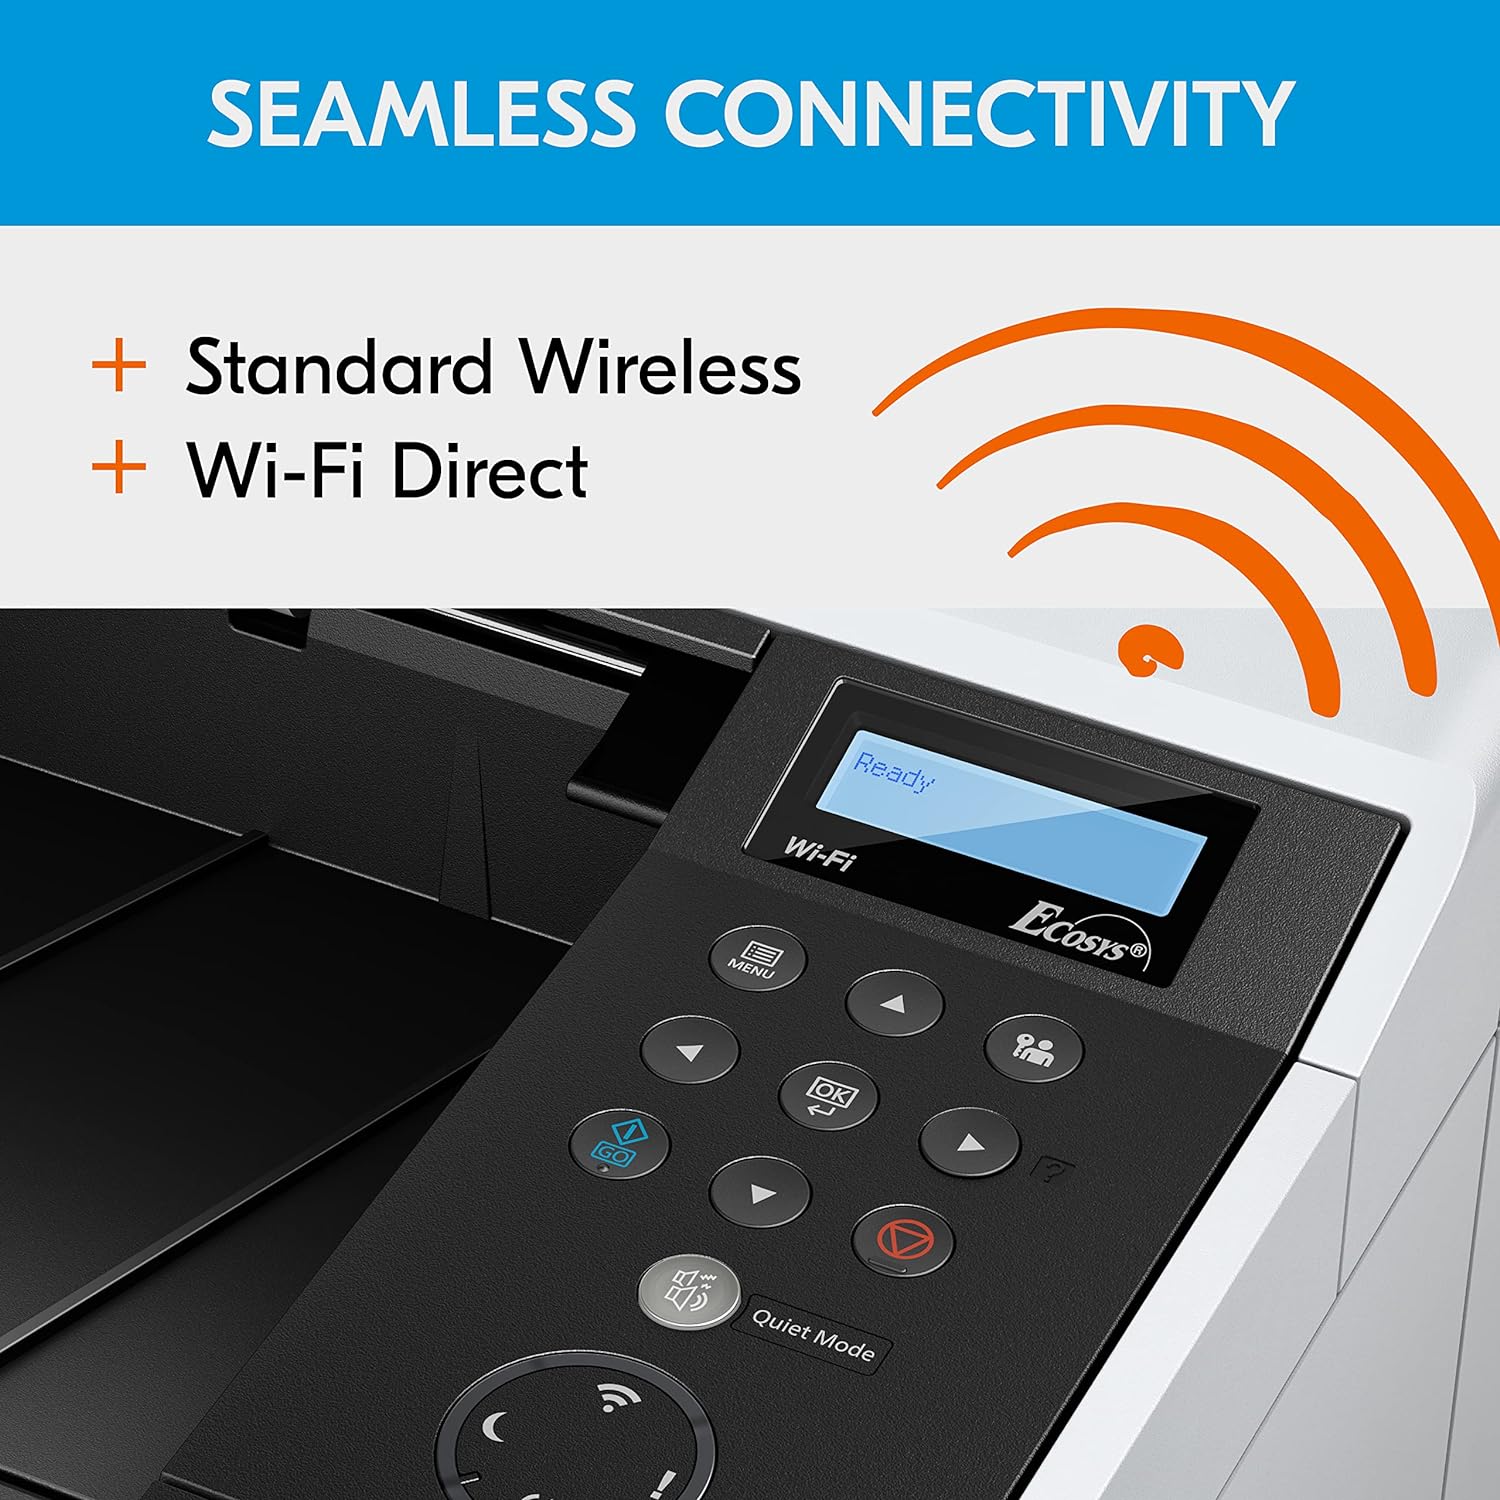 SEAMLESS CONNECTIVITY
+ Standard Wireless
+ Wi-Fi Direct
Ready
Wi-Fi
ECOSYS®
MENU
OK
GO
?
Quiet Mode
!